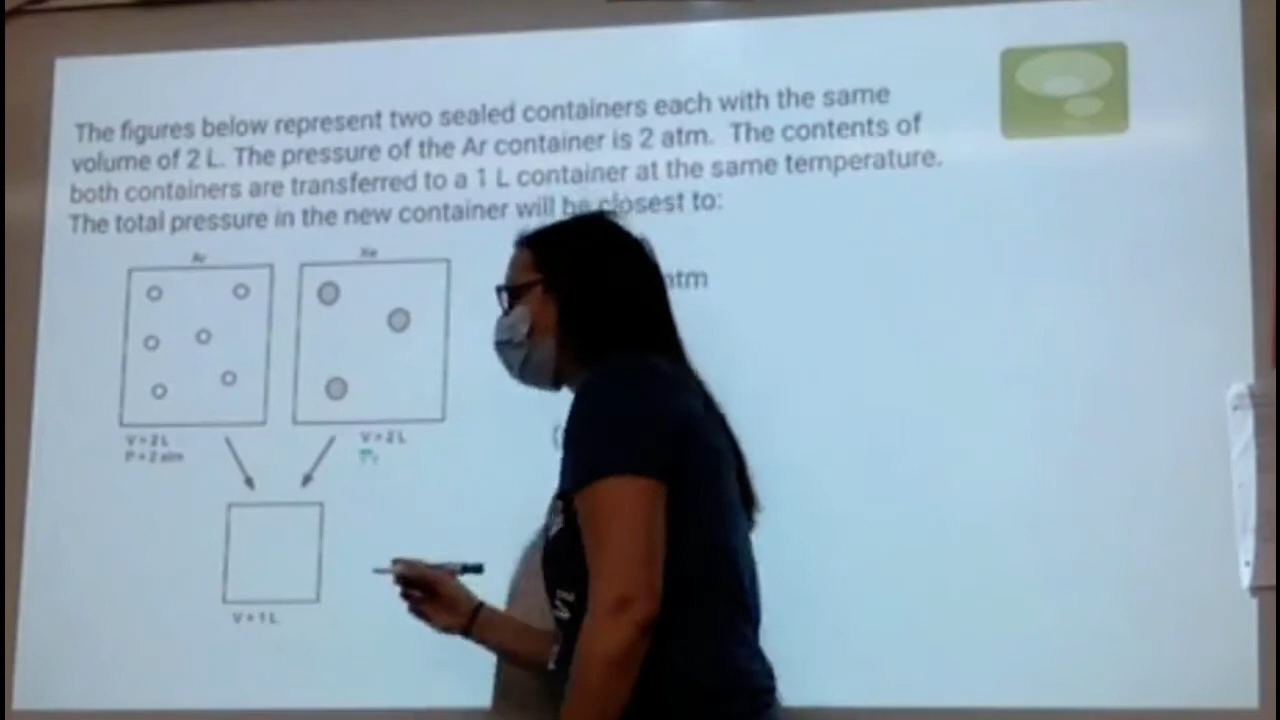 The figures below represent two sealed containers each with the same
volume of 2 L. The pressure of the Ar container is 2 atm. The contents of
both containers are transferred to a 1 L container at the same temperature.
The total pressure in the new container will be closest to:
Ar
Xe
atm
V = 2 L
P = 2 atm
V = 2 L
V = 1 L